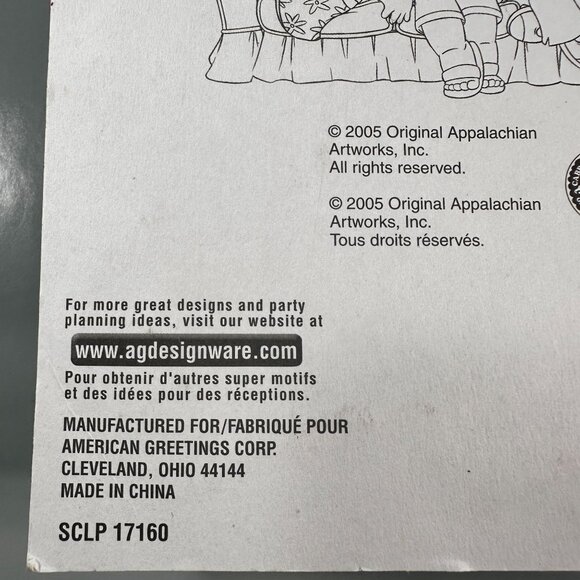 © 2005 Original Appalachian
Artworks, Inc.
All rights reserved.
© 2005 Original Appalachian
Artworks, Inc.
Tous droits réservés.
For more great designs and party
planning ideas, visit our website at
www.agdesignware.com
Pour obtenir d'autres super motifs
et des idées pour des réceptions.
MANUFACTURED FOR/FABRIQUÉ POUR
AMERICAN GREETINGS CORP.
CLEVELAND, OHIO 44144
MADE IN CHINA
SCLP 17160